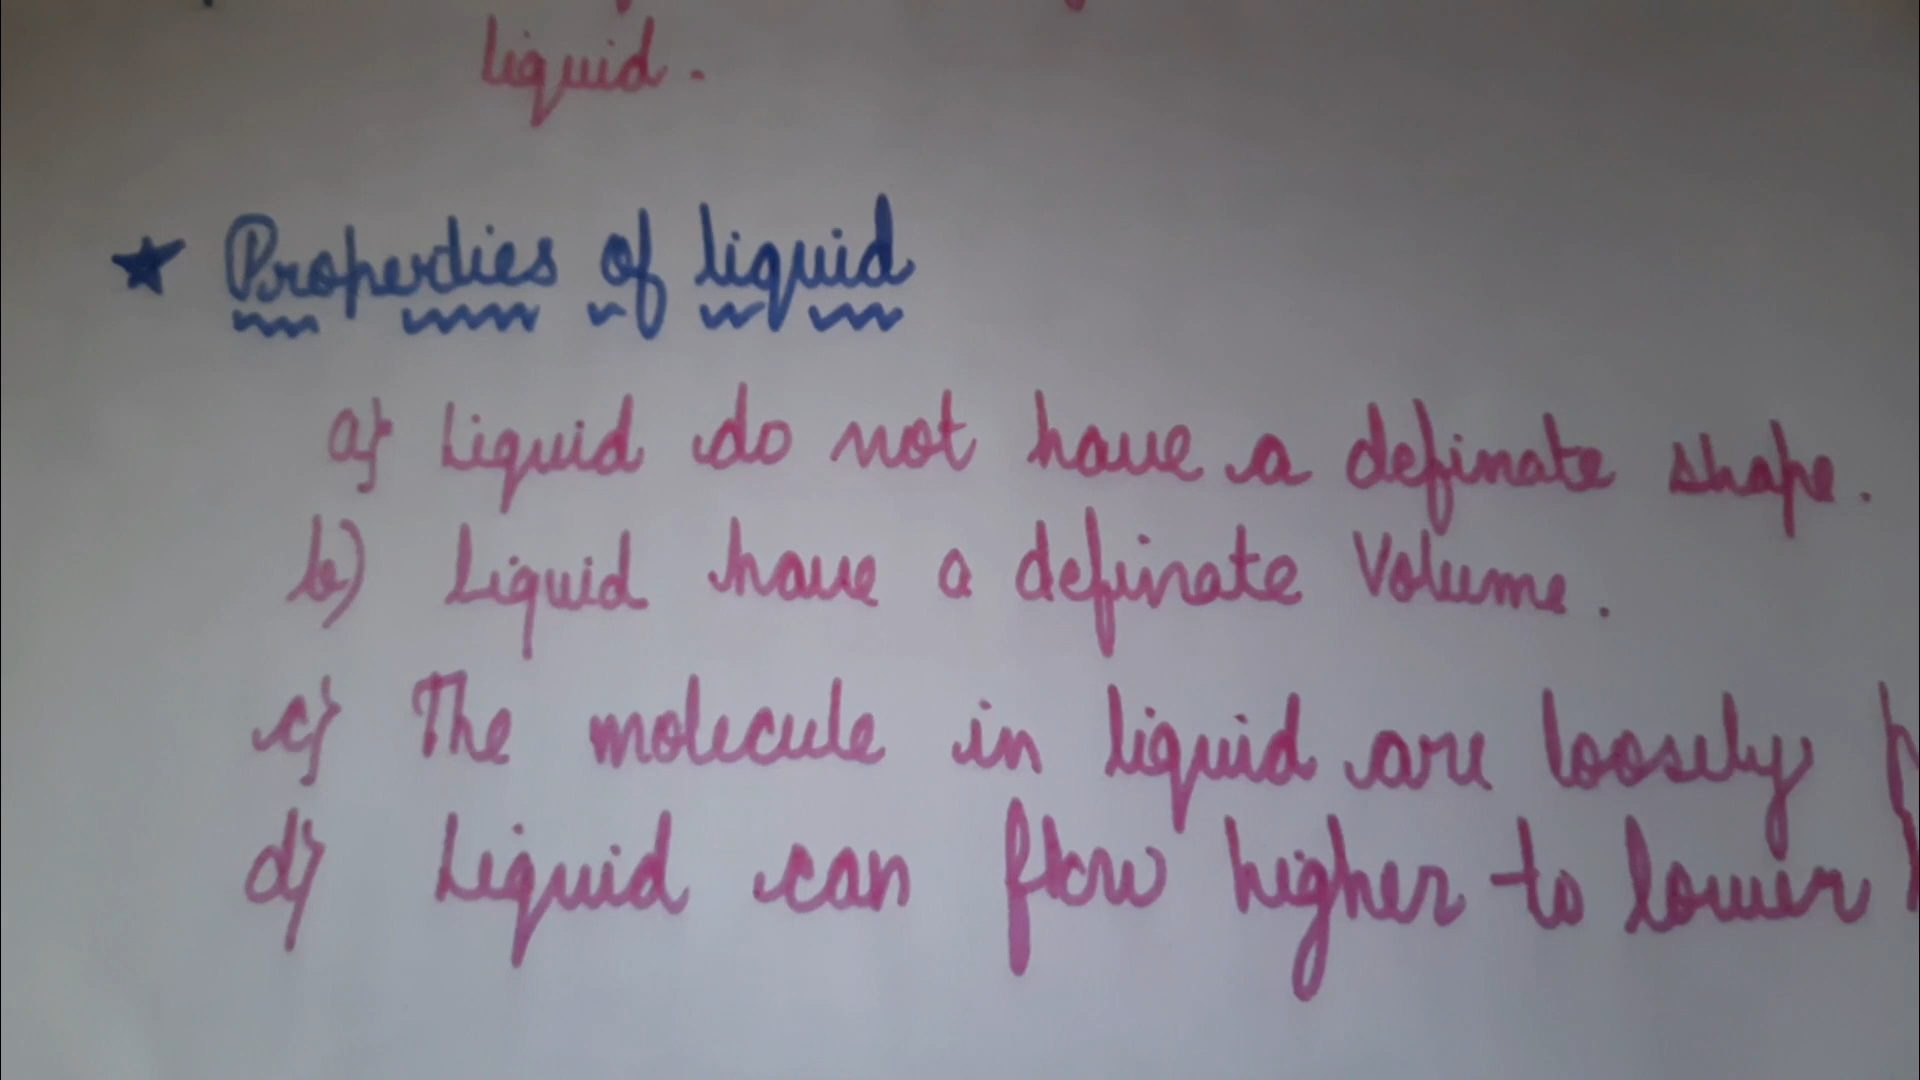 liquid.
★ Properties of liquid
a) Liquid do not have a definate shape.
b) Liquid have a definate Volume.
c) The molecule in liquid are loosely
d) Liquid can flow higher to lower